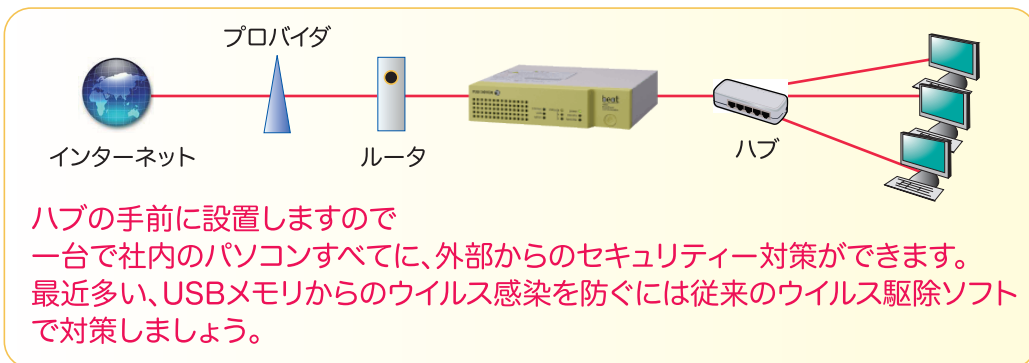 プロバイダ
インターネット
ルータ
beat
ハブ
ハブの手前に設置しますので
一台で社内のパソコンすべてに、外部からのセキュリティー対策ができます。
最近多い、USBメモリからのウイルス感染を防ぐには従来のウイルス駆除ソフト
で対策しましょう。